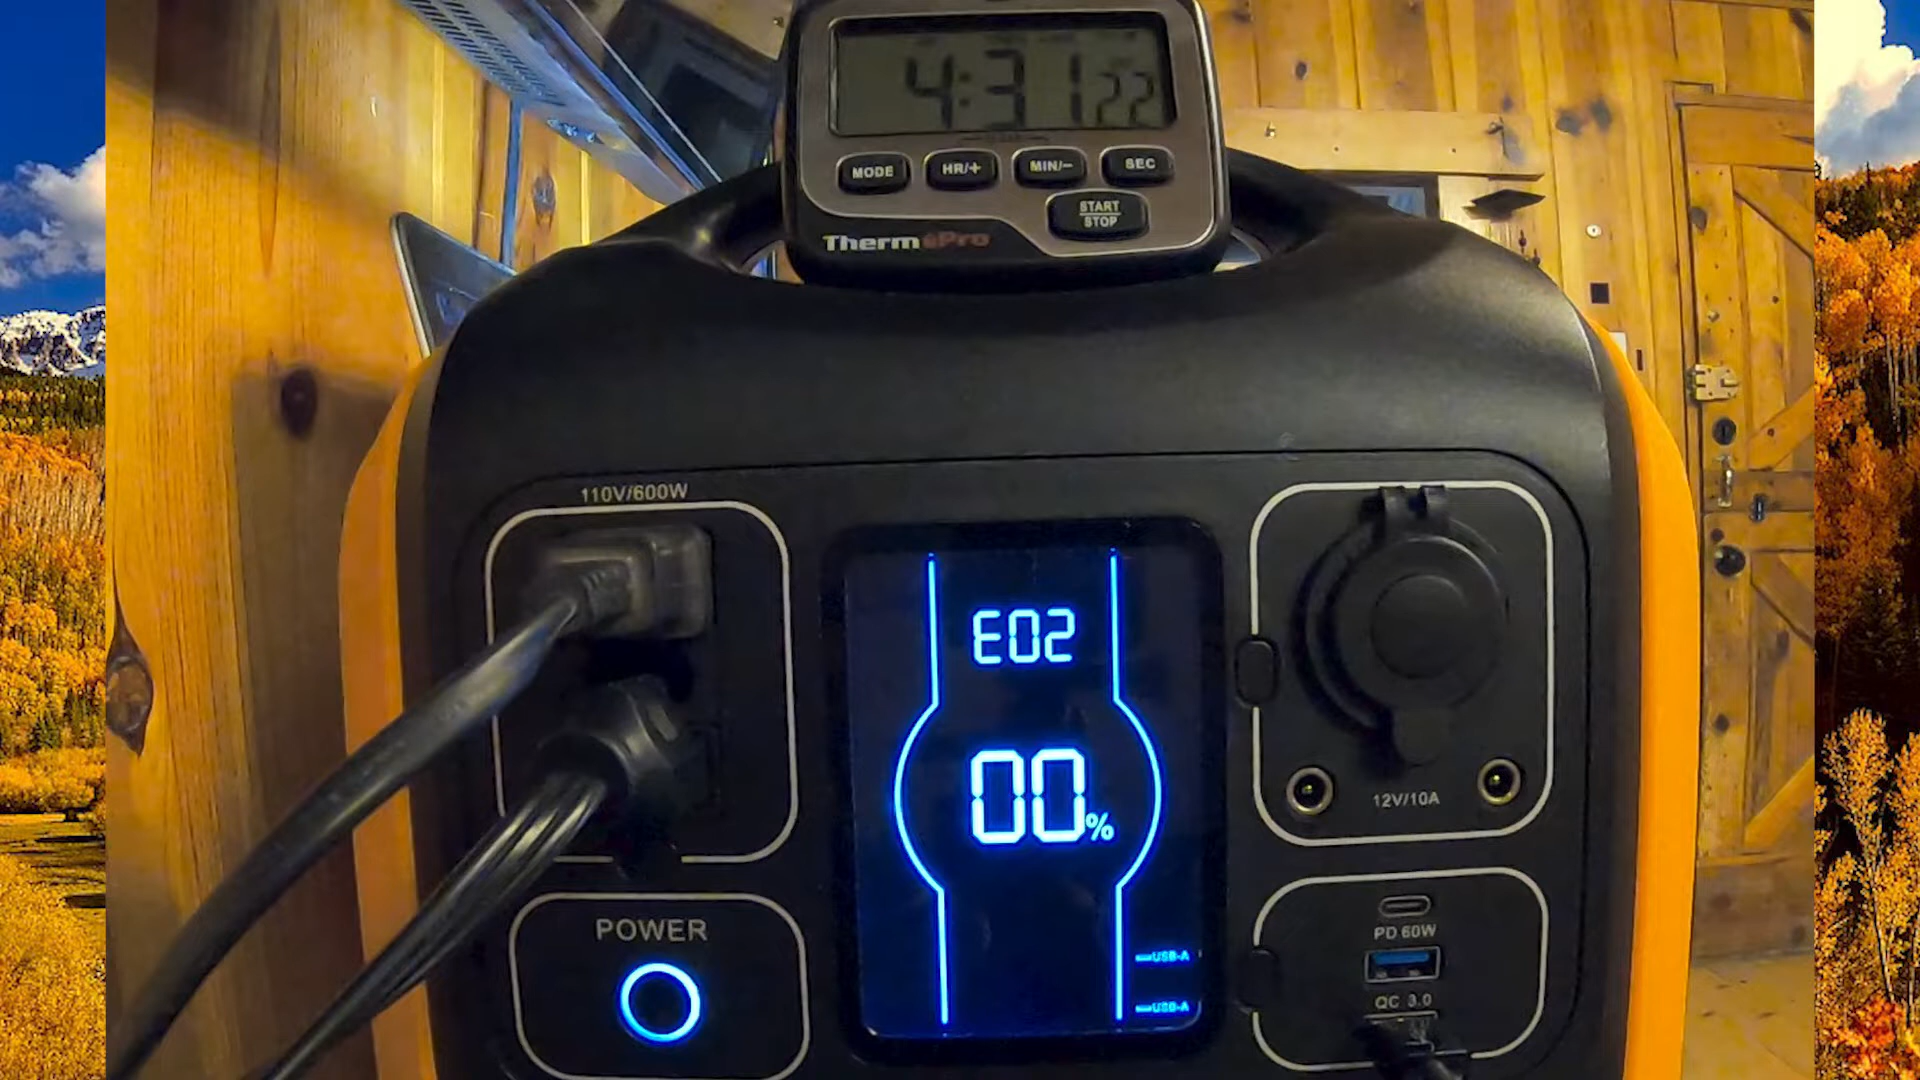 4:31 22
MODE HR/+ MIN/− SEC
START
STOP
ThermoPro
110V/600W
E02
00%
12V/10A
POWER
PD 60W
USB-A
QC 3.0
USB-A